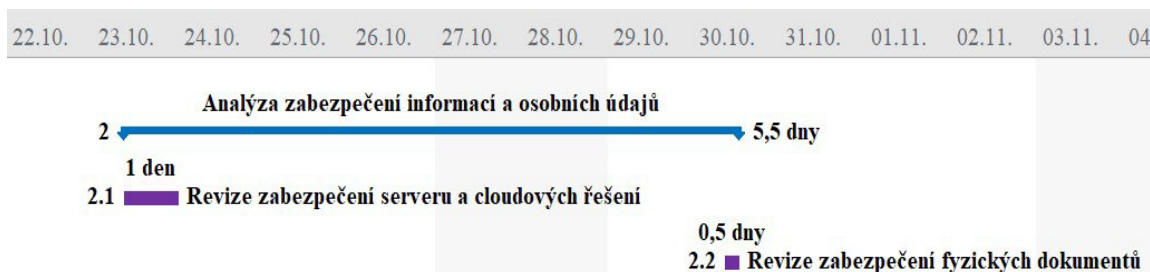 22.10. 23.10. 24.10. 25.10. 26.10. 27.10. 28.10. 29.10. 30.10. 31.10. 01.11. 02.11. 03.11. 04
Analýza zabezpečení informací a osobních údajů
2 5,5 dny
1 den
2.1 Revize zabezpečení serveru a cloudových řešení
0,5 dny
2.2 Revize zabezpečení fyzických dokumentů